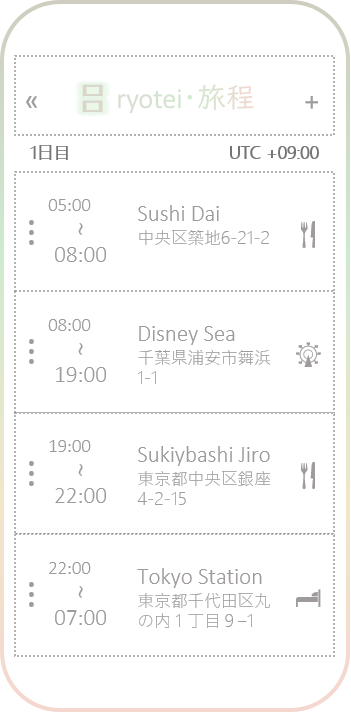 « 日 ryotei・旅程 +
1日目 UTC +09:00
05:00
~
08:00
Sushi Dai
中央区築地6-21-2
08:00
~
19:00
Disney Sea
千葉県浦安市舞浜
1-1
19:00
~
22:00
Sukiybashi Jiro
東京都中央区銀座
4-2-15
22:00
~
07:00
Tokyo Station
東京都千代田区丸
の内１丁目９−1